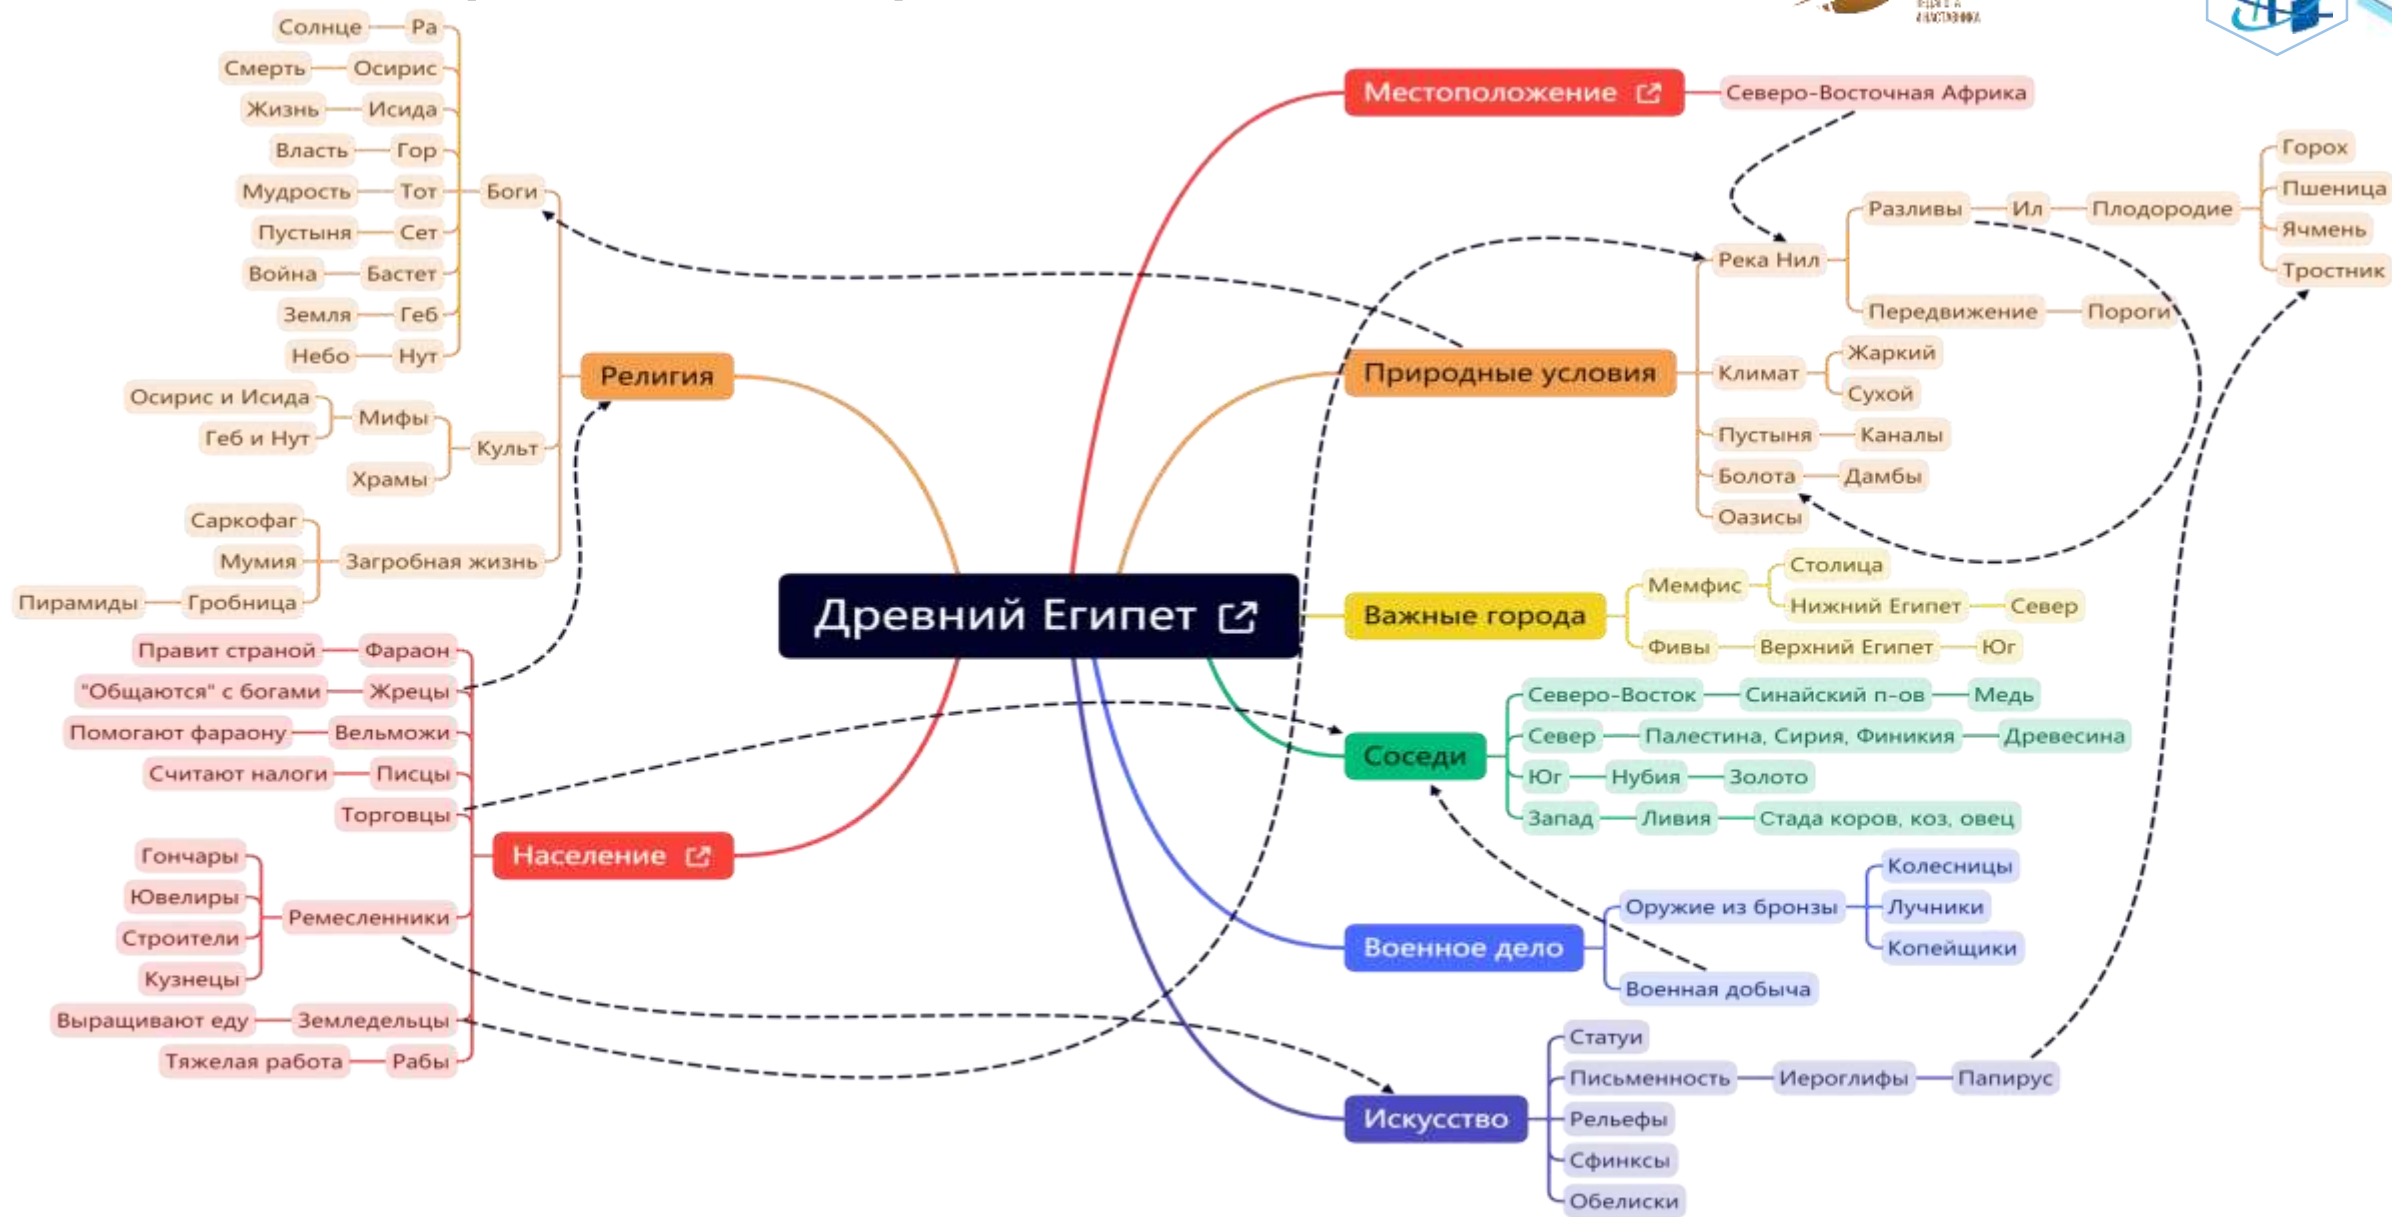 Древний Египет
Местоположение
Северо-Восточная Африка
Природные условия
Река Нил
Разливы
Ил
Плодородие
Горох
Пшеница
Ячмень
Тростник
Передвижение
Пороги
Климат
Жаркий
Сухой
Пустыня
Каналы
Болота
Дамбы
Оазисы
Важные города
Мемфис
Столица
Нижний Египет
Север
Фивы
Верхний Египет
Юг
Соседи
Северо-Восток
Синайский п-ов
Медь
Север
Палестина, Сирия, Финикия
Древесина
Юг
Нубия
Золото
Запад
Ливия
Стада коров, коз, овец
Военное дело
Оружие из бронзы
Колесницы
Лучники
Копейщики
Военная добыча
Искусство
Статуи
Письменность
Иероглифы
Папирус
Рельефы
Сфинксы
Обелиски
Религия
Боги
Ра
Солнце
Осирис
Смерть
Исида
Жизнь
Гор
Власть
Тот
Мудрость
Сет
Пустыня
Бастет
Война
Геб
Земля
Нут
Небо
Культ
Мифы
Осирис и Исида
Геб и Нут
Храмы
Загробная жизнь
Саркофаг
Мумия
Гробница
Пирамиды
Население
Фараон
Правит страной
Жрецы
"Общаются" с богами
Вельможи
Помогают фараону
Писцы
Считают налоги
Торговцы
Ремесленники
Гончары
Ювелиры
Строители
Кузнецы
Земледельцы
Выращивают еду
Рабы
Тяжелая работа